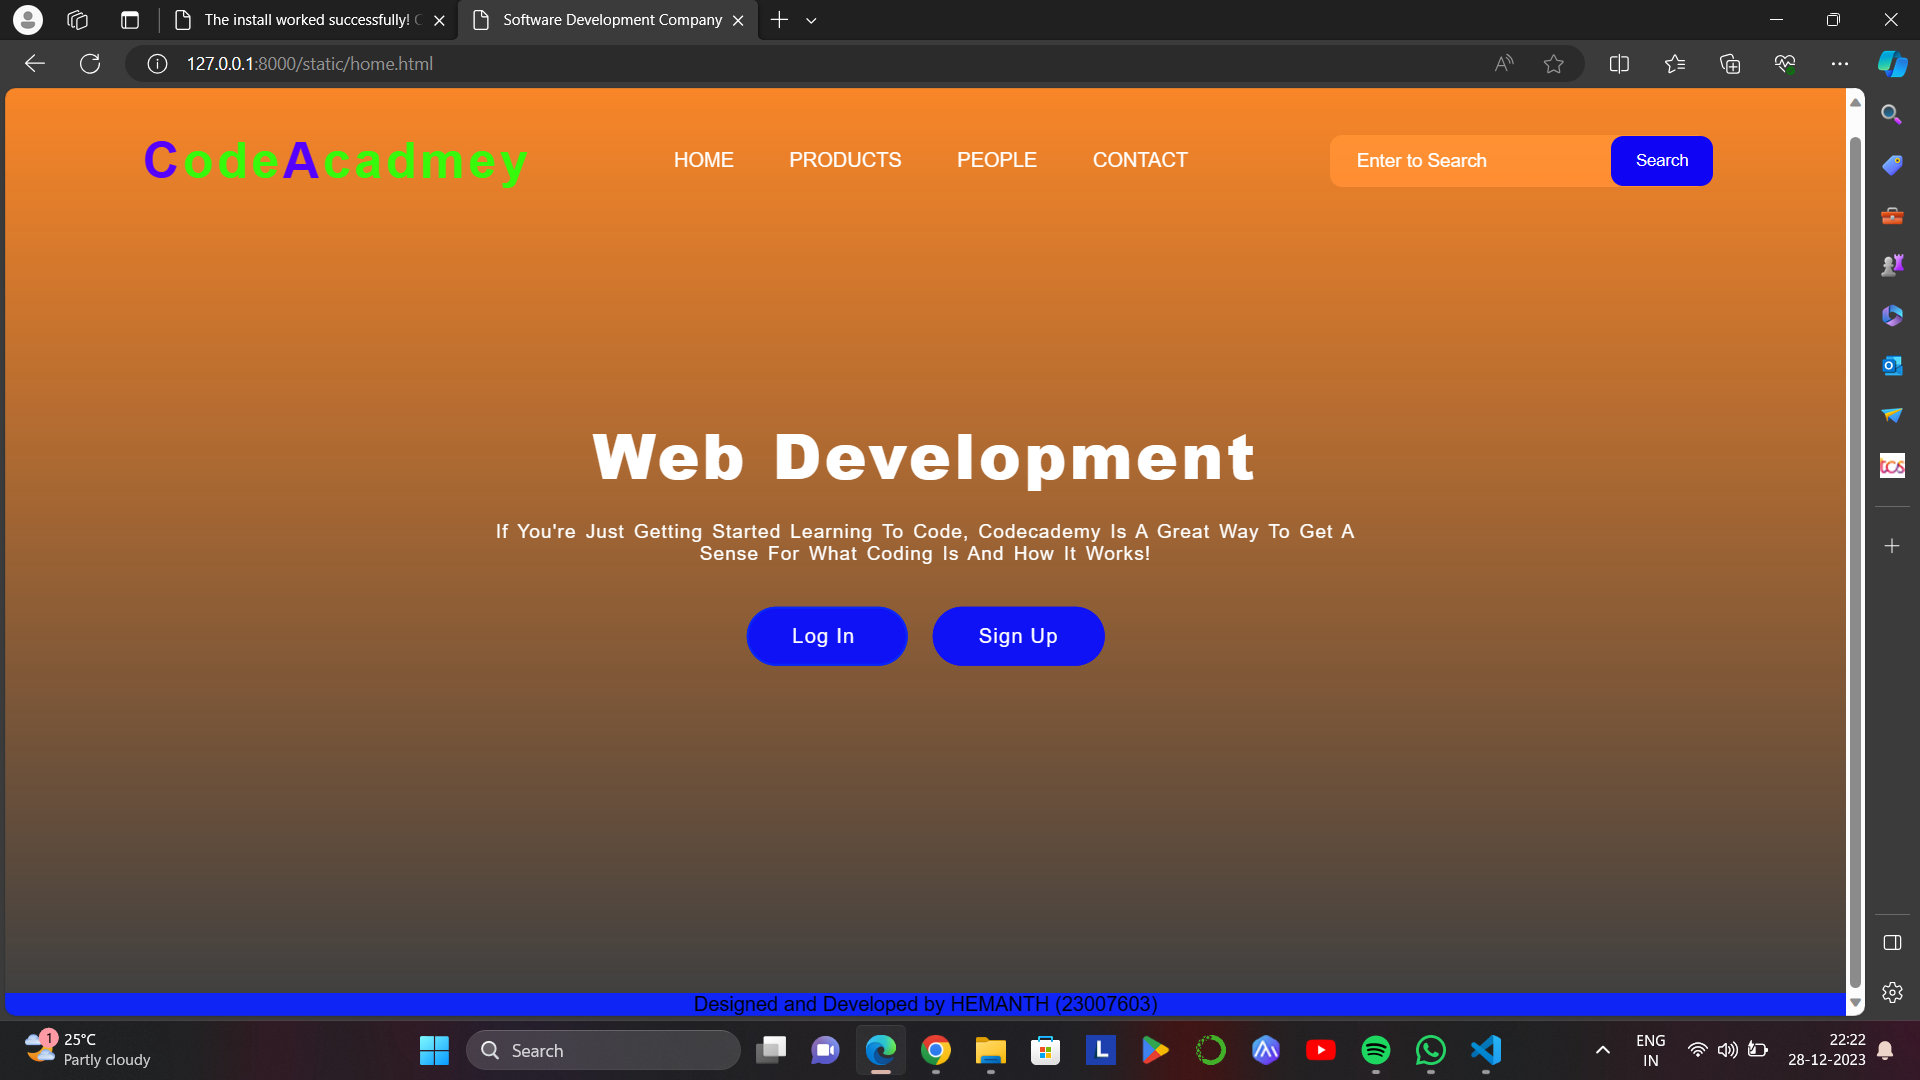 The install worked successfully!
Software Development Company
127.0.0.1:8000/static/home.html
CodeAcadmey
HOME PRODUCTS PEOPLE CONTACT
Enter to Search
Search
Web Development
If You're Just Getting Started Learning To Code, Codecademy Is A Great Way To Get A
Sense For What Coding Is And How It Works!
Log In
Sign Up
Designed and Developed by HEMANTH (23007603)
tcs
1
25°C
Partly cloudy
Search
L
ENG
IN
22:22
28-12-2023